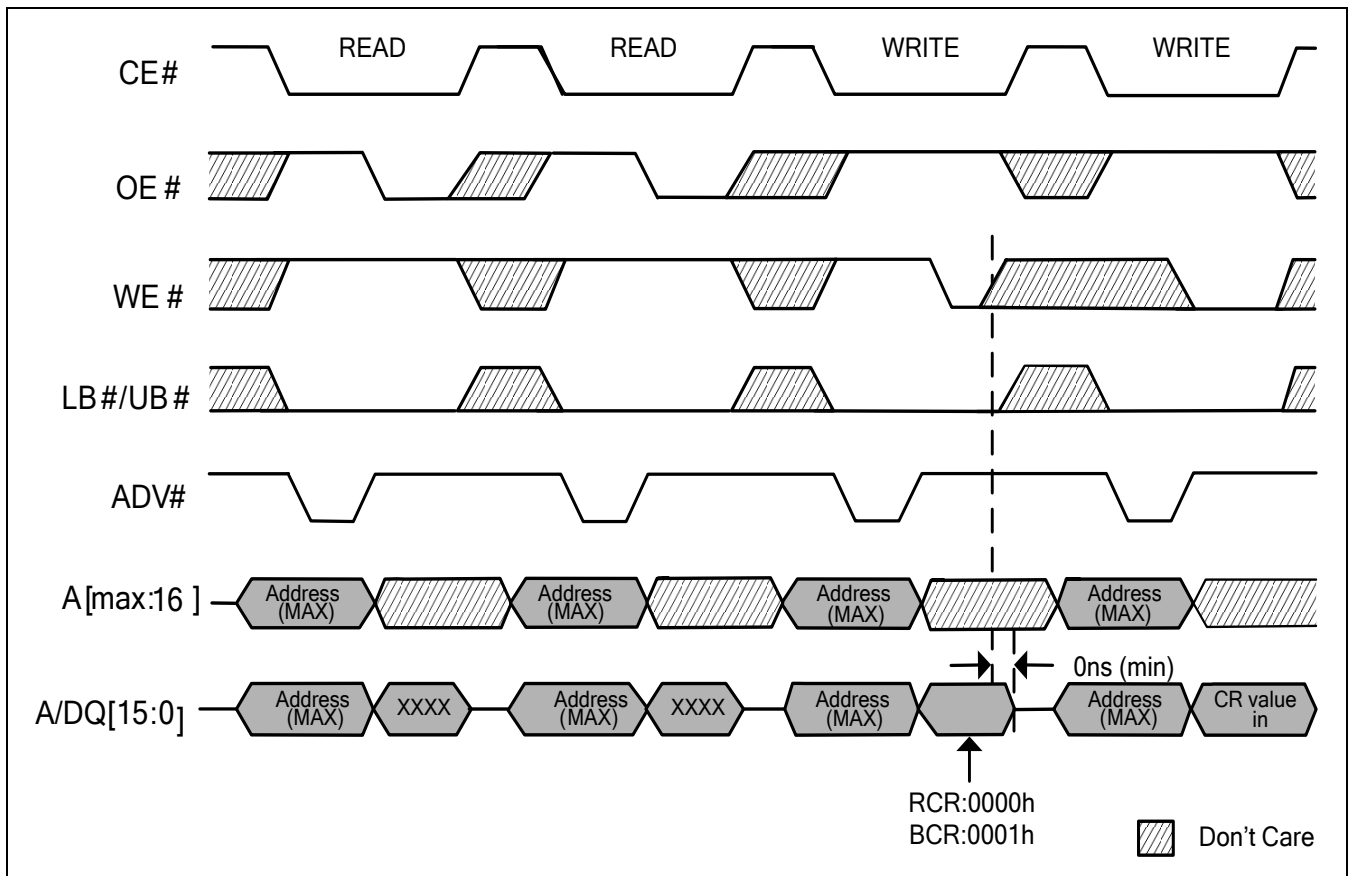 READ READ WRITE WRITE
CE#
OE #
WE #
LB #/UB #
ADV#
A[max:16 ] Address (MAX) Address (MAX) Address (MAX) Address (MAX)
0ns (min)
A/DQ[15:0] Address (MAX) XXXX Address (MAX) XXXX Address (MAX) Address (MAX) CR value in
RCR:0000h
BCR:0001h
Don't Care